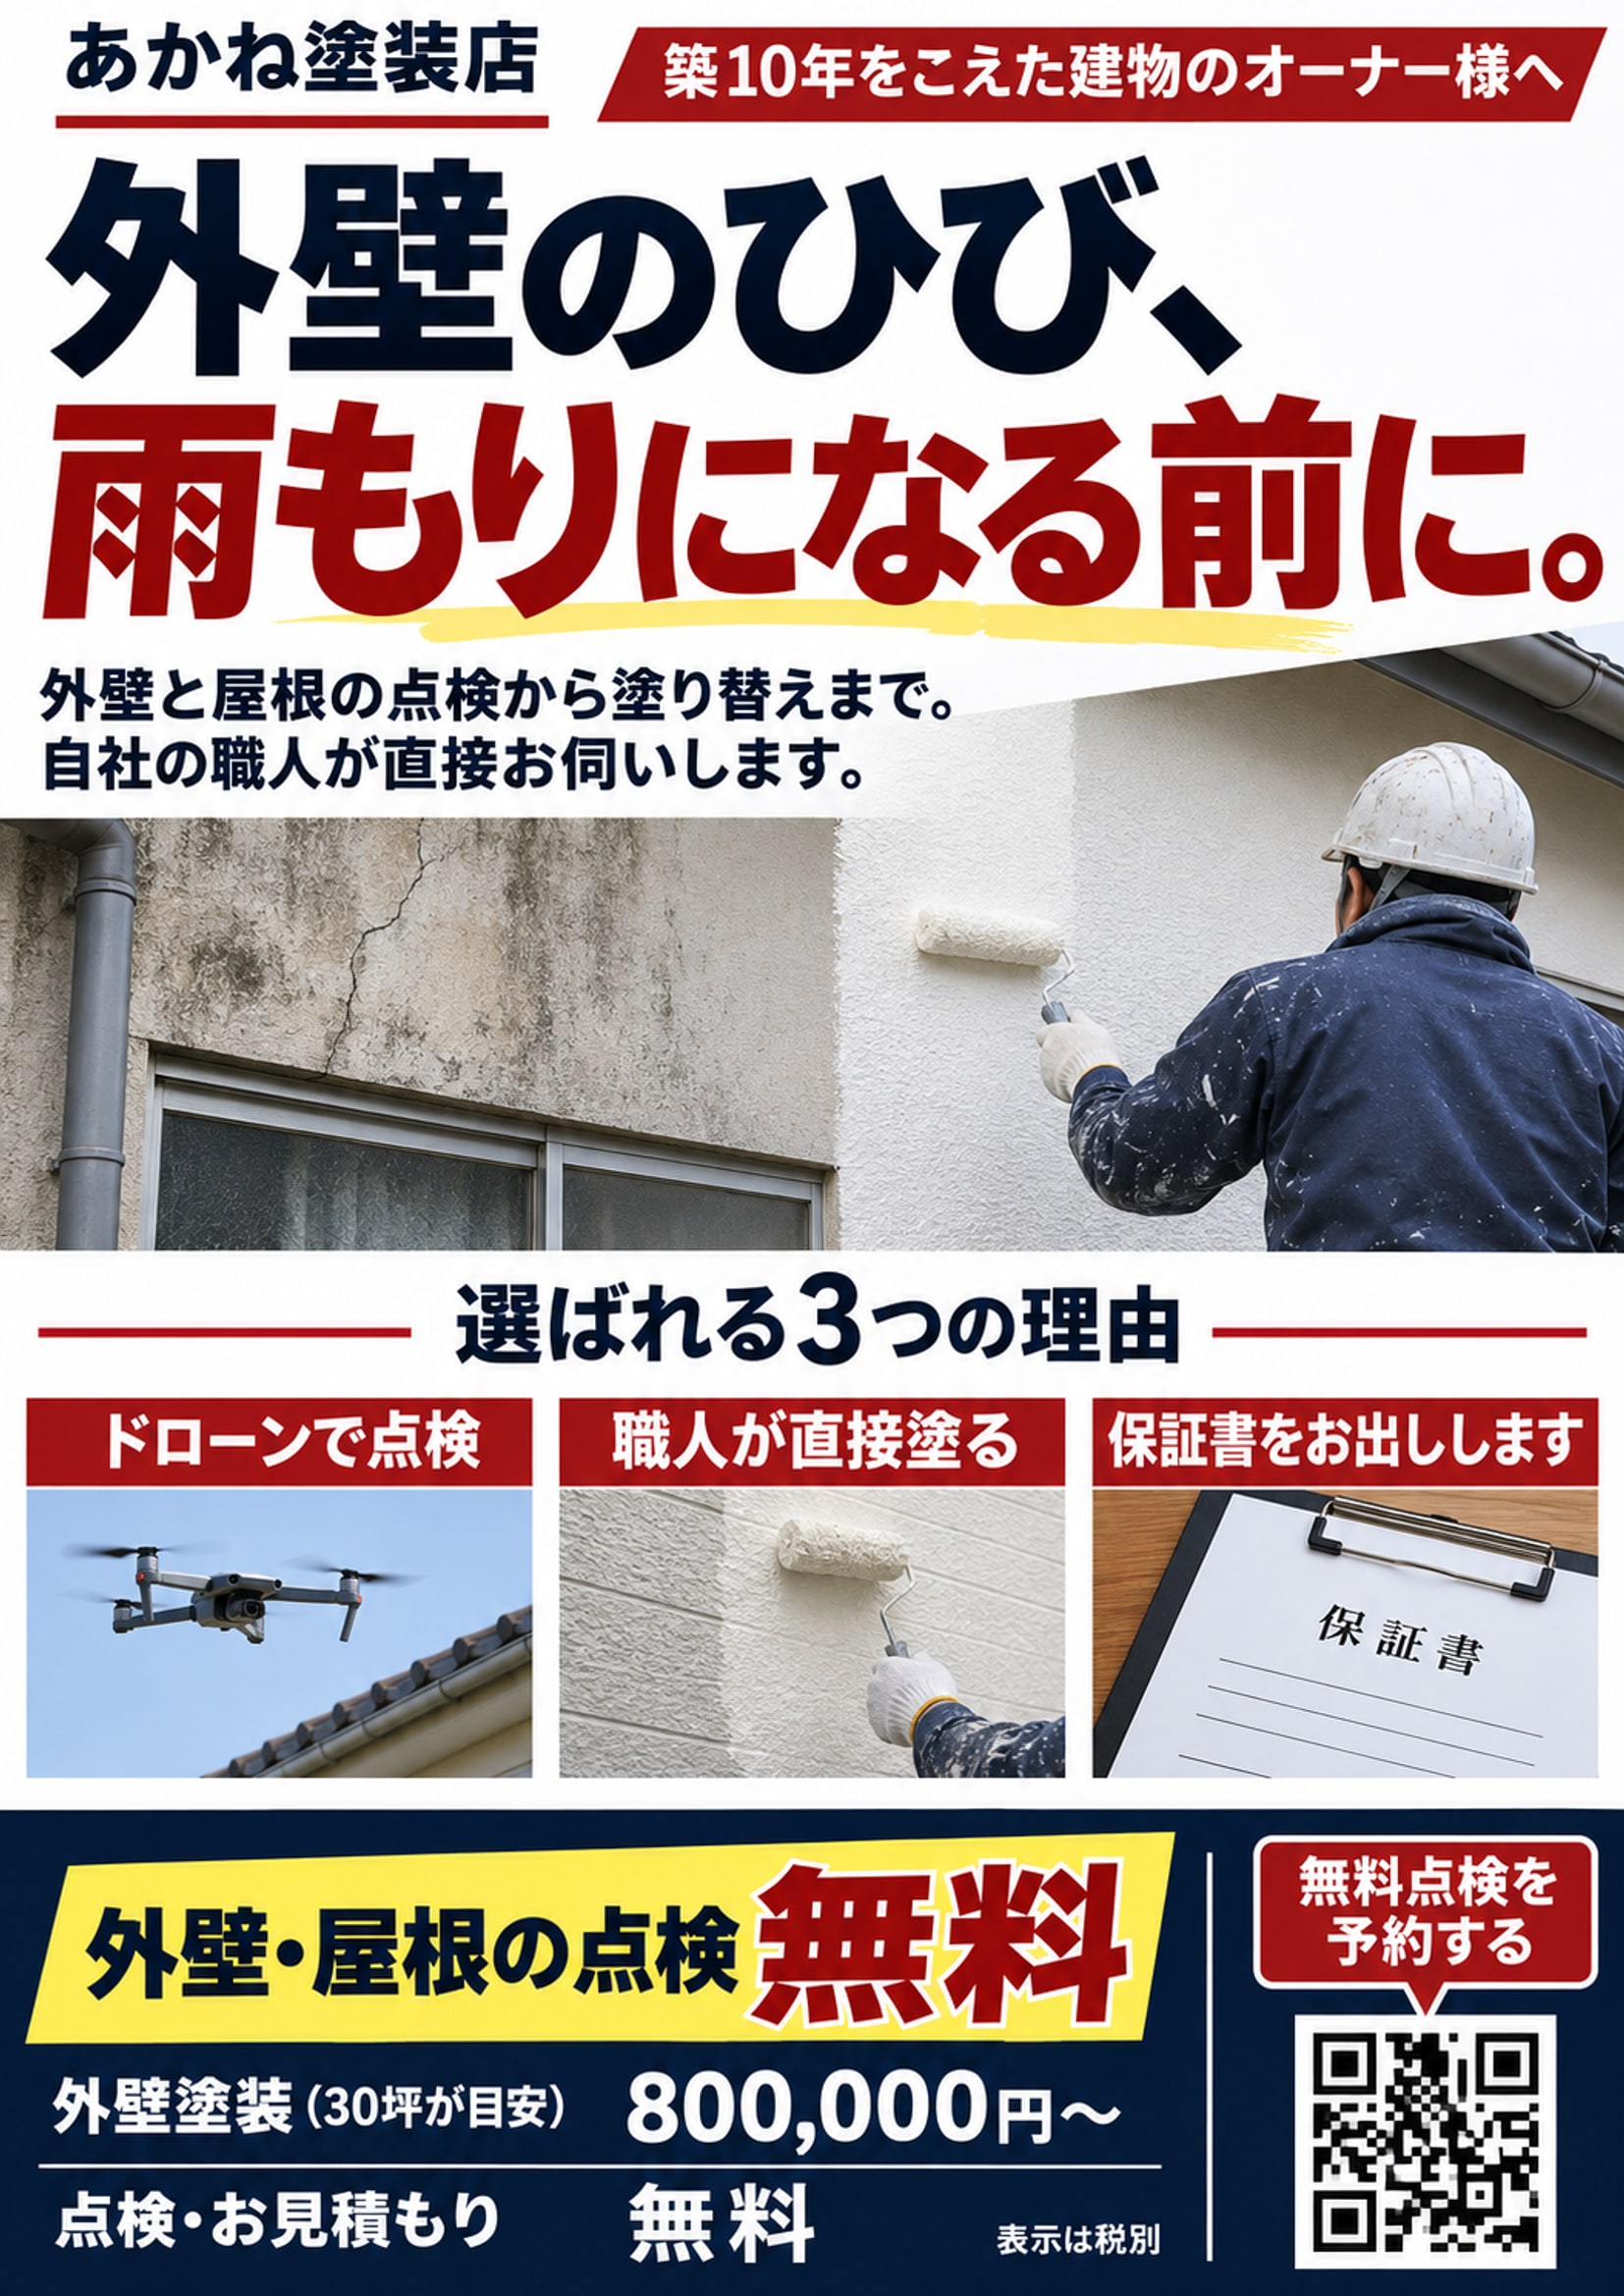 あかね塗装店
築10年をこえた建物のオーナー様へ
外壁のひび、
雨もりになる前に。
外壁と屋根の点検から塗り替えまで。
自社の職人が直接お伺いします。
選ばれる3つの理由
ドローンで点検
職人が直接塗る
保証書をお出しします
保証書
外壁・屋根の点検無料
外壁塗装（30坪が目安） 800,000円〜
点検・お見積もり 無料
表示は税別
無料点検を
予約する